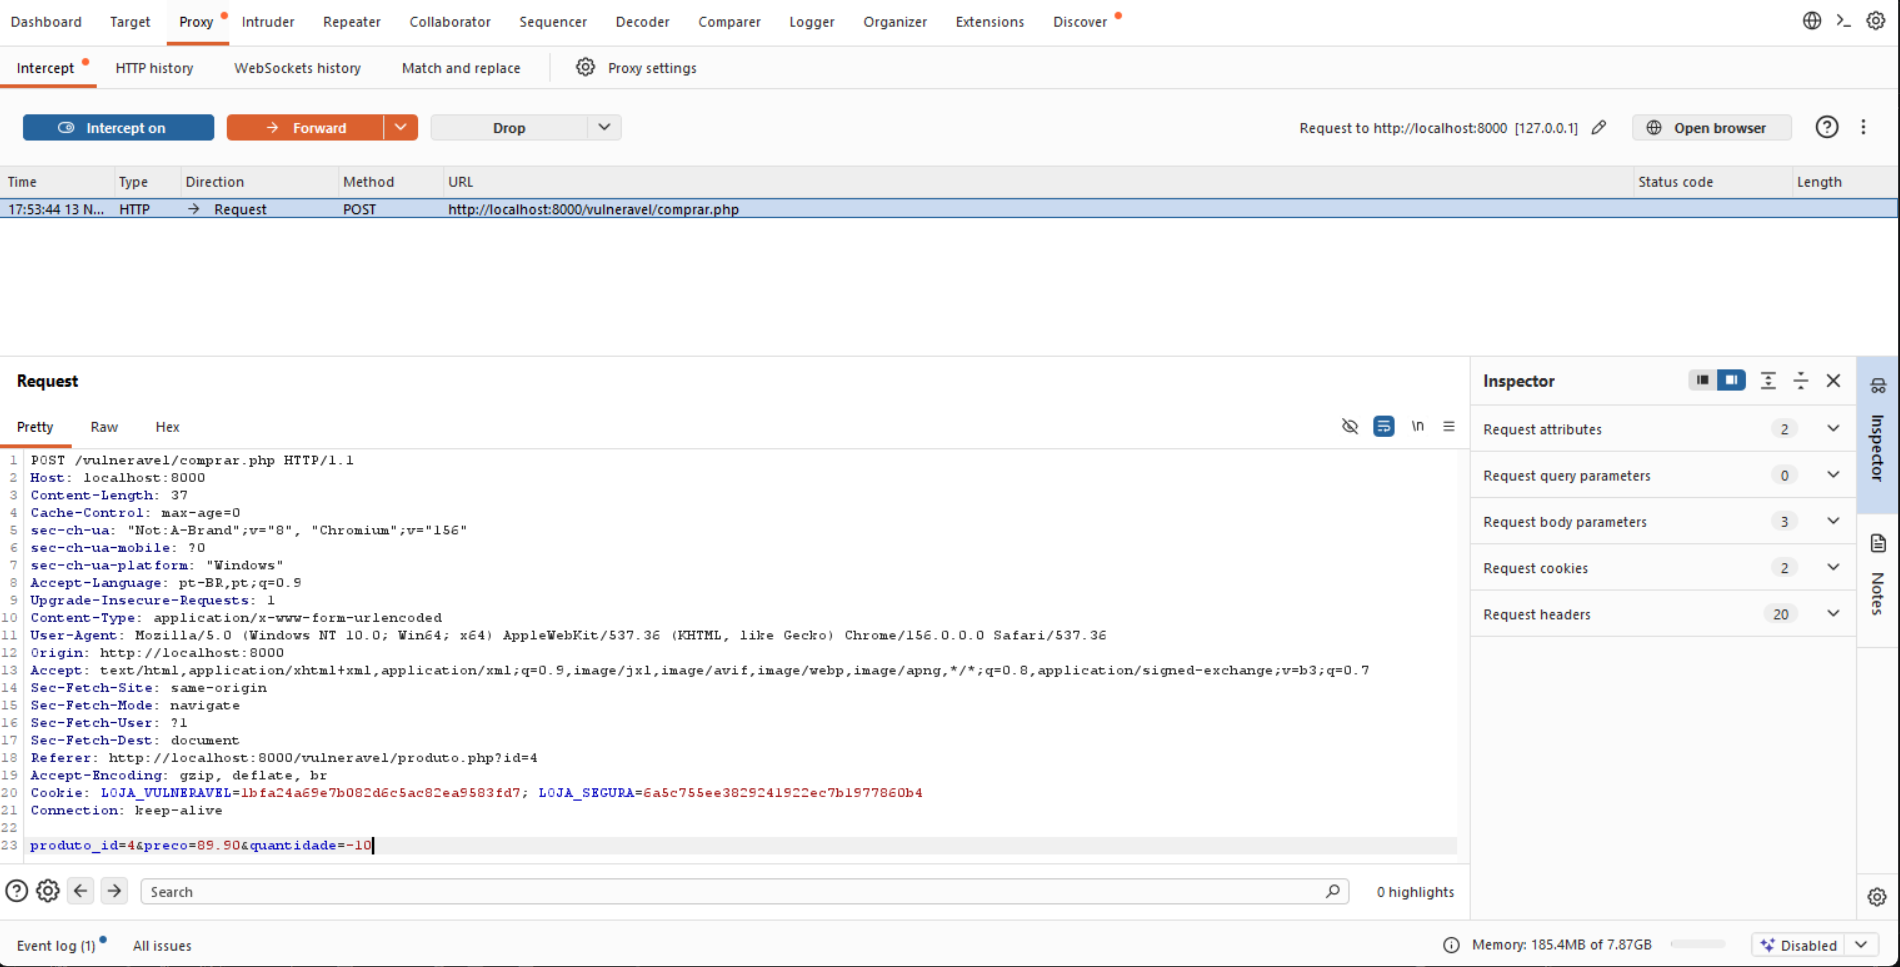 Dashboard Target Proxy Intruder Repeater Collaborator Sequencer Decoder Comparer Logger Organizer Extensions Discover
Intercept HTTP history WebSockets history Match and replace Proxy settings
Intercept on Forward Drop Request to http://localhost:8000 [127.0.0.1] Open browser
Time Type Direction Method URL Status code Length
17:53:44 13 N... HTTP → Request POST http://localhost:8000/vulneravel/comprar.php
Request
Pretty Raw Hex \n
1 POST /vulneravel/comprar.php HTTP/1.1
2 Host: localhost:8000
3 Content-Length: 37
4 Cache-Control: max-age=0
5 sec-ch-ua: "Not:A-Brand";v="8", "Chromium";v="156"
6 sec-ch-ua-mobile: ?0
7 sec-ch-ua-platform: "Windows"
8 Accept-Language: pt-BR,pt;q=0.9
9 Upgrade-Insecure-Requests: 1
10 Content-Type: application/x-www-form-urlencoded
11 User-Agent: Mozilla/5.0 (Windows NT 10.0; Win64; x64) AppleWebKit/537.36 (KHTML, like Gecko) Chrome/156.0.0.0 Safari/537.36
12 Origin: http://localhost:8000
13 Accept: text/html,application/xhtml+xml,application/xml;q=0.9,image/jxl,image/avif,image/webp,image/apng,*/*;q=0.8,application/signed-exchange;v=b3;q=0.7
14 Sec-Fetch-Site: same-origin
15 Sec-Fetch-Mode: navigate
16 Sec-Fetch-User: ?1
17 Sec-Fetch-Dest: document
18 Referer: http://localhost:8000/vulneravel/produto.php?id=4
19 Accept-Encoding: gzip, deflate, br
20 Cookie: LOJA_VULNERAVEL=1bfa24a69e7b082d6c5ac82ea9583fd7; LOJA_SEGURA=6a5c755ee3829241922ec7b1977860b4
21 Connection: keep-alive
22
23 produto_id=4&preco=89.90&quantidade=-10
Search 0 highlights
Inspector
Request attributes 2
Request query parameters 0
Request body parameters 3
Request cookies 2
Request headers 20
Inspector
Notes
Event log (1) All issues Memory: 185.4MB of 7.87GB Disabled